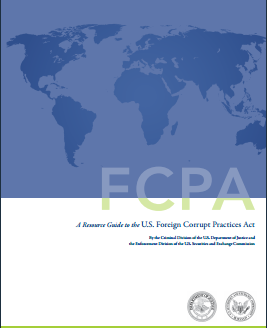 FCPA
A Resource Guide to the U.S. Foreign Corrupt Practices Act
By the Criminal Division of the U.S. Department of Justice and
the Enforcement Division of the U.S. Securities and Exchange Commission